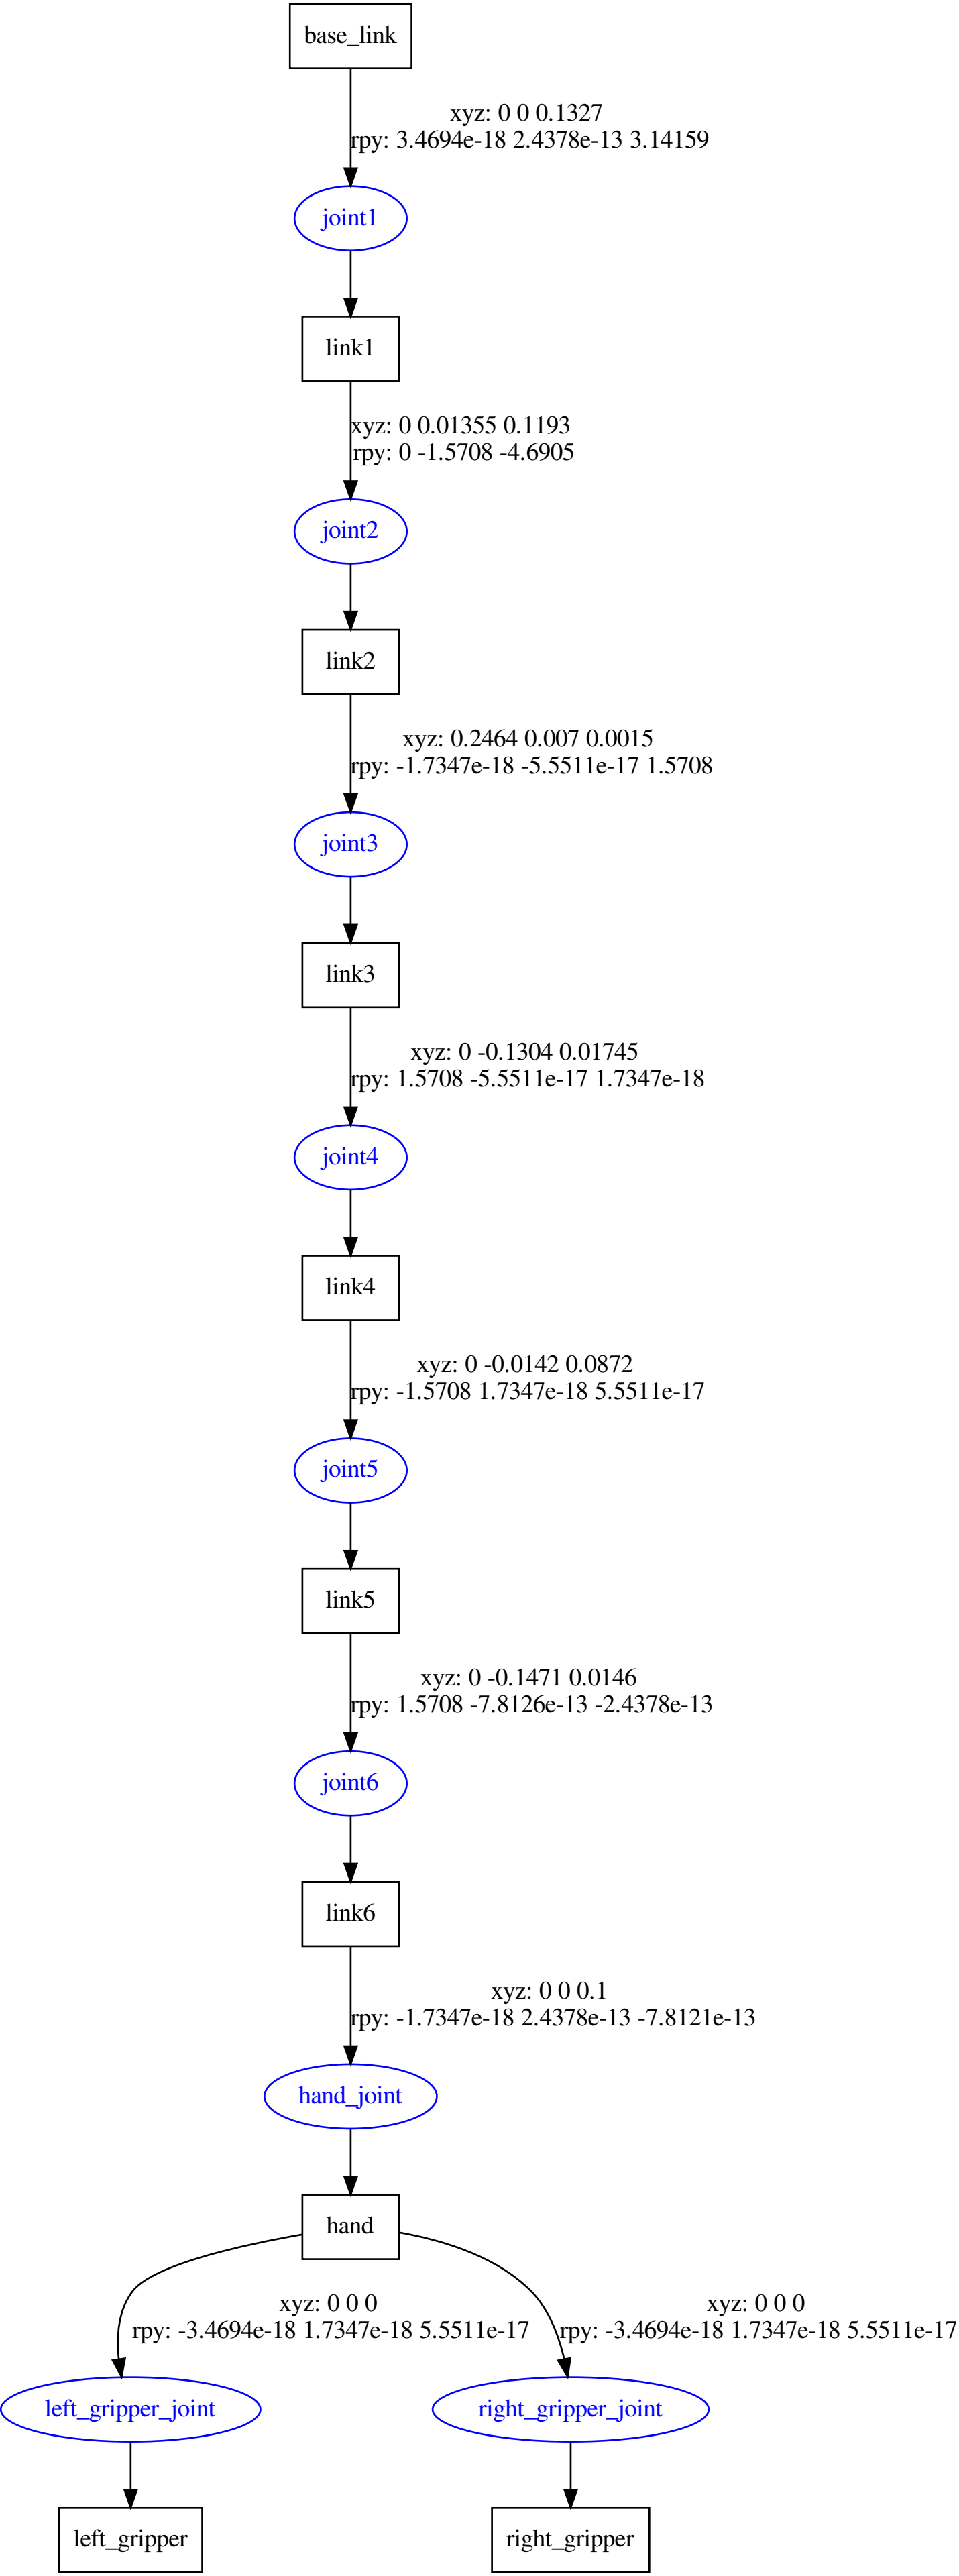 base_link
xyz: 0 0 0.1327
rpy: 3.4694e-18 2.4378e-13 3.14159
joint1
link1
xyz: 0 0.01355 0.1193
rpy: 0 -1.5708 -4.6905
joint2
link2
xyz: 0.2464 0.007 0.0015
rpy: -1.7347e-18 -5.5511e-17 1.5708
joint3
link3
xyz: 0 -0.1304 0.01745
rpy: 1.5708 -5.5511e-17 1.7347e-18
joint4
link4
xyz: 0 -0.0142 0.0872
rpy: -1.5708 1.7347e-18 5.5511e-17
joint5
link5
xyz: 0 -0.1471 0.0146
rpy: 1.5708 -7.8126e-13 -2.4378e-13
joint6
link6
xyz: 0 0 0.1
rpy: -1.7347e-18 2.4378e-13 -7.8121e-13
hand_joint
hand
xyz: 0 0 0
rpy: -3.4694e-18 1.7347e-18 5.5511e-17
xyz: 0 0 0
rpy: -3.4694e-18 1.7347e-18 5.5511e-17
left_gripper_joint
right_gripper_joint
left_gripper
right_gripper